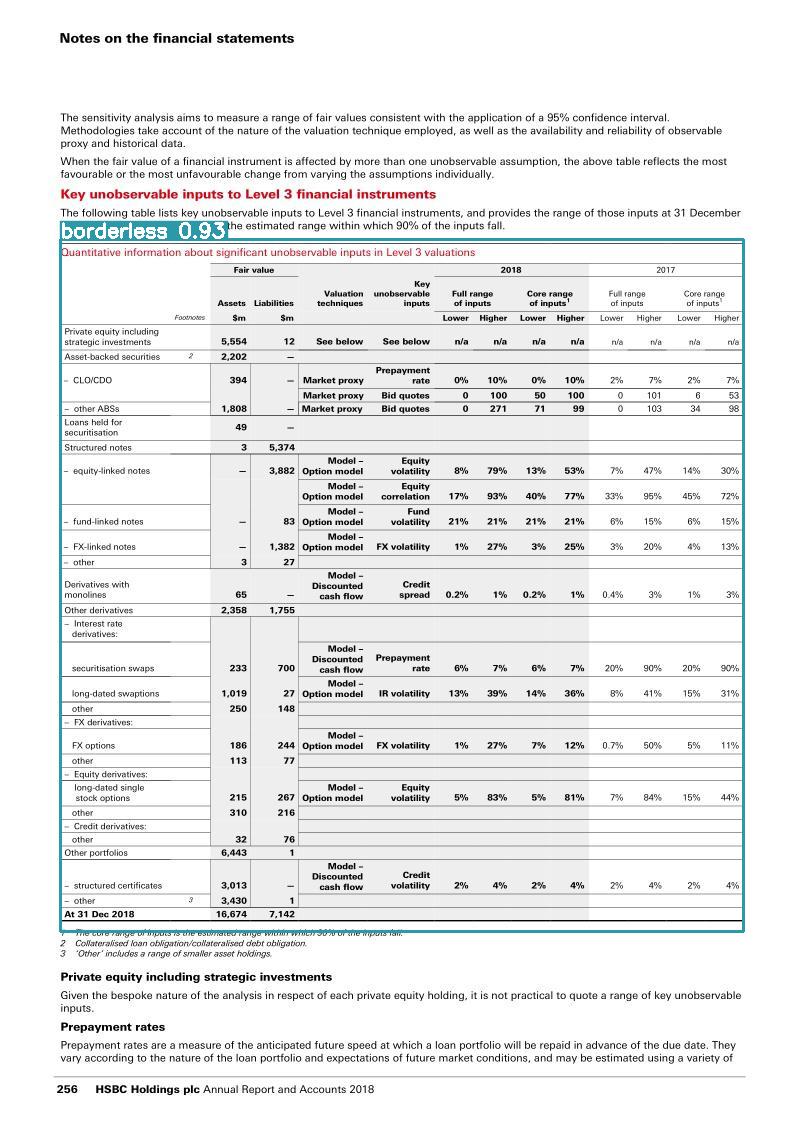 Notes on the financial statements
The sensitivity analysis aims to measure a range of fair values consistent with the application of a 95% confidence interval.
Methodologies take account of the nature of the valuation technique employed, as well as the availability and reliability of observable
proxy and historical data.
When the fair value of a financial instrument is affected by more than one unobservable assumption, the above table reflects the most
favourable or the most unfavourable change from varying the assumptions individually.
Key unobservable inputs to Level 3 financial instruments
The following table lists key unobservable inputs to Level 3 financial instruments, and provides the range of those inputs at 31 December
borderless 0.93 the estimated range within which 90% of the inputs fall.
Quantitative information about significant unobservable inputs in Level 3 valuations
Fair value 2018 2017
Key
Valuation unobservable Full range Core range Full range Core range
Assets Liabilities techniques inputs of inputs of inputs1 of inputs of inputs1
Footnotes $m $m Lower Higher Lower Higher Lower Higher Lower Higher
Private equity including
strategic investments 5,554 12 See below See below n/a n/a n/a n/a n/a n/a n/a n/a
Asset-backed securities 2 2,202 —
Prepayment
– CLO/CDO 394 — Market proxy rate 0% 10% 0% 10% 2% 7% 2% 7%
Market proxy Bid quotes 0 100 50 100 0 101 6 53
– other ABSs 1,808 — Market proxy Bid quotes 0 271 71 99 0 103 34 98
Loans held for
securitisation 49 —
Structured notes 3 5,374
Model – Equity
– equity-linked notes — 3,882 Option model volatility 8% 79% 13% 53% 7% 47% 14% 30%
Model – Equity
Option model correlation 17% 93% 40% 77% 33% 95% 45% 72%
Model – Fund
– fund-linked notes — 83 Option model volatility 21% 21% 21% 21% 6% 15% 6% 15%
Model –
– FX-linked notes — 1,382 Option model FX volatility 1% 27% 3% 25% 3% 20% 4% 13%
– other 3 27
Model –
Derivatives with Discounted Credit
monolines 65 — cash flow spread 0.2% 1% 0.2% 1% 0.4% 3% 1% 3%
Other derivatives 2,358 1,755
– Interest rate
derivatives:
Model –
Discounted Prepayment
securitisation swaps 233 700 cash flow rate 6% 7% 6% 7% 20% 90% 20% 90%
Model –
long-dated swaptions 1,019 27 Option model IR volatility 13% 39% 14% 36% 8% 41% 15% 31%
other 250 148
– FX derivatives:
Model –
FX options 186 244 Option model FX volatility 1% 27% 7% 12% 0.7% 50% 5% 11%
other 113 77
– Equity derivatives:
long-dated single Model – Equity
stock options 215 267 Option model volatility 5% 83% 5% 81% 7% 84% 15% 44%
other 310 216
– Credit derivatives:
other 32 76
Other portfolios 6,443 1
Model –
Discounted Credit
– structured certificates 3,013 — cash flow volatility 2% 4% 2% 4% 2% 4% 2% 4%
– other 3 3,430 1
At 31 Dec 2018 16,674 7,142
1 The core range of inputs is the estimated range within which 90% of the inputs fall.
2 Collateralised loan obligation/collateralised debt obligation.
3 'Other' includes a range of smaller asset holdings.
Private equity including strategic investments
Given the bespoke nature of the analysis in respect of each private equity holding, it is not practical to quote a range of key unobservable
inputs.
Prepayment rates
Prepayment rates are a measure of the anticipated future speed at which a loan portfolio will be repaid in advance of the due date. They
vary according to the nature of the loan portfolio and expectations of future market conditions, and may be estimated using a variety of
256 HSBC Holdings plc Annual Report and Accounts 2018